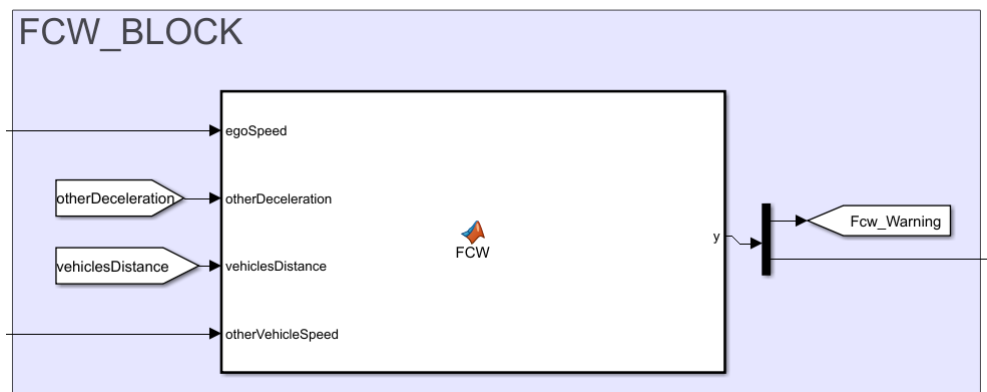 FCW_BLOCK
egoSpeed
otherDeceleration
otherDeceleration
vehiclesDistance
vehiclesDistance
otherVehicleSpeed
FCW
y
Fcw_Warning